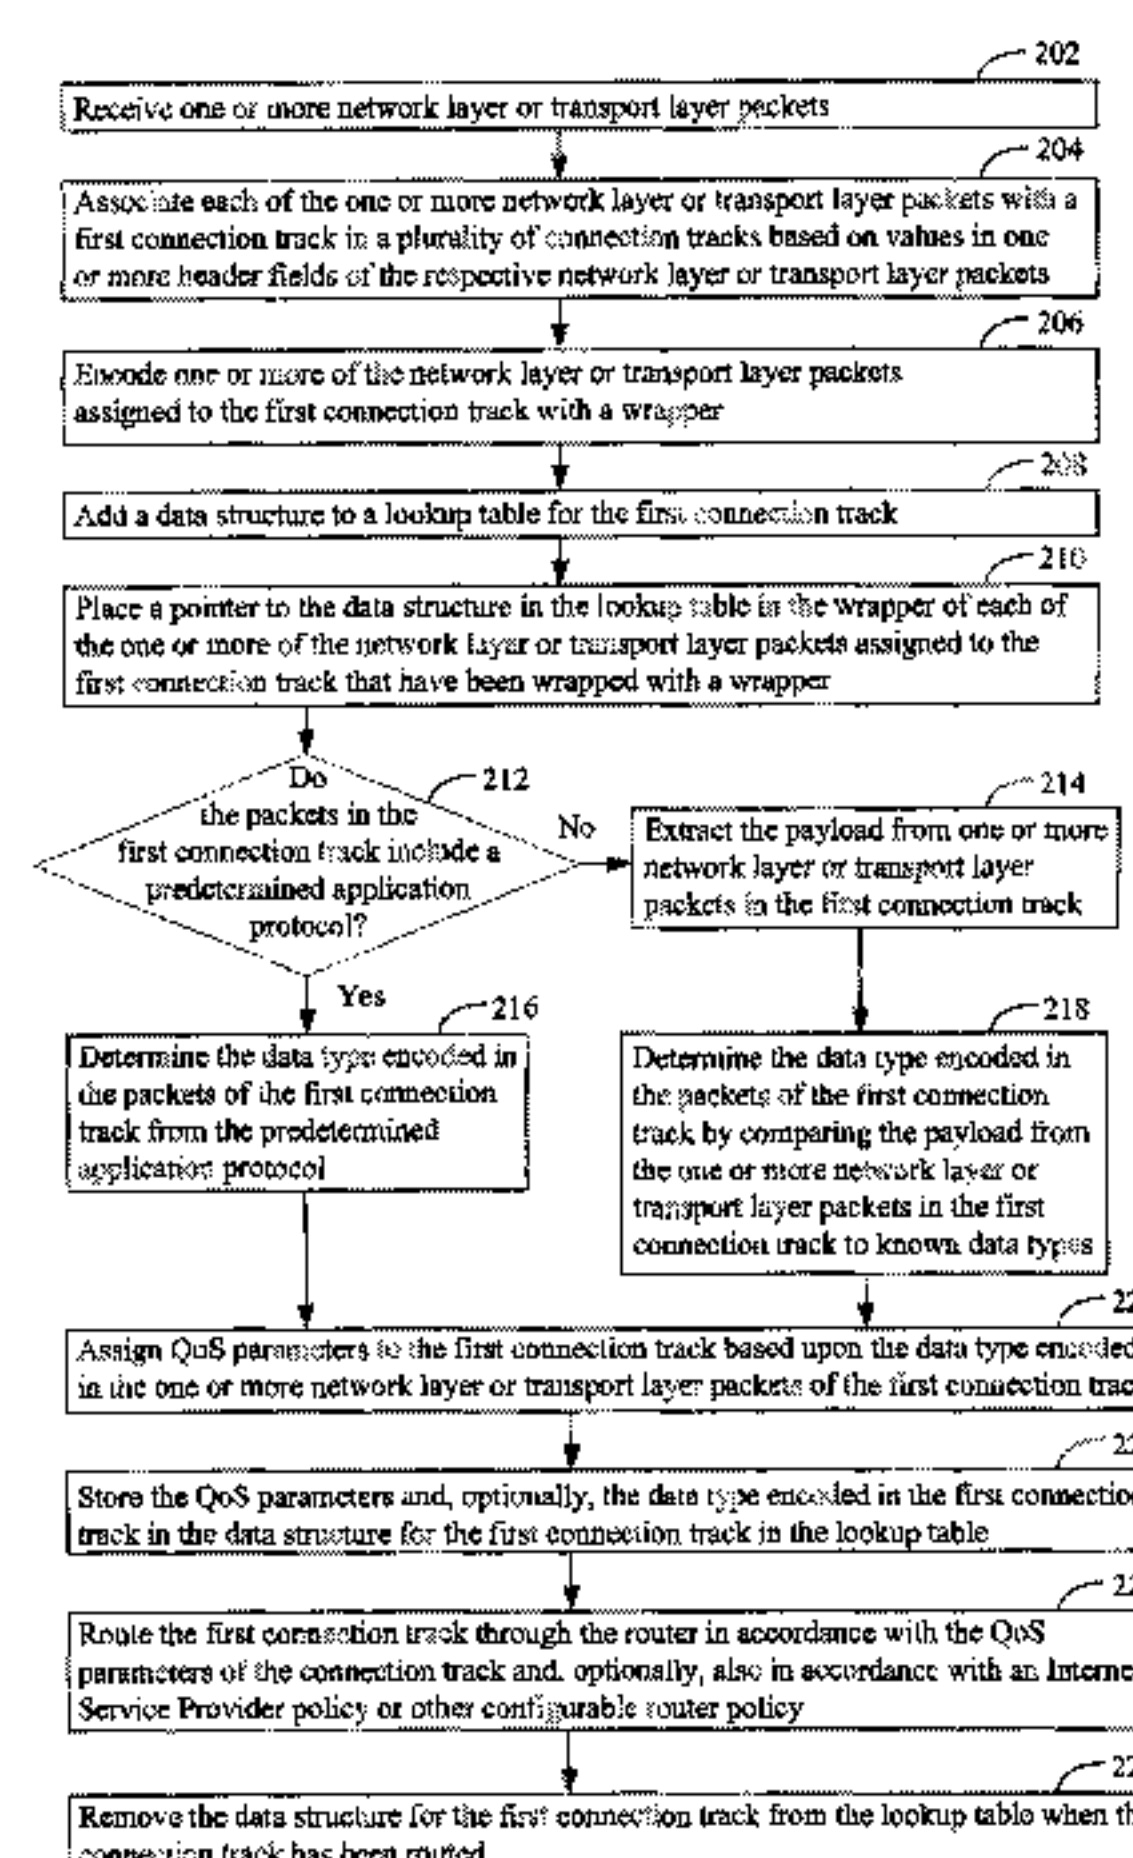 202
Receive one or more network layer or transport layer packets
204
Associate each of the one or more network layer or transport layer packets with a
first connection track in a plurality of connection tracks based on values in one
or more header fields of the respective network layer or transport layer packets
206
Encode one or more of the network layer or transport layer packets
assigned to the first connection track with a wrapper
208
Add a data structure to a lookup table for the first connection track
210
Place a pointer to the data structure in the lookup table in the wrapper of each of
the one or more of the network layer or transport layer packets assigned to the
first connection track that have been wrapped with a wrapper
Do
212
the packets in the
first connection track include a
predetermined application
protocol?
No
214
Extract the payload from one or more
network layer or transport layer
packets in the first connection track
Yes
216
Determine the data type encoded in
the packets of the first connection
track from the predetermined
application protocol
218
Determine the data type encoded in
the packets of the first connection
track by comparing the payload from
the one or more network layer or
transport layer packets in the first
connection track to known data types
22
Assign QoS parameters to the first connection track based upon the data type encoded
in the one or more network layer or transport layer packets of the first connection trac
22
Store the QoS parameters and, optionally, the data type encoded in the first connectio
track in the data structure for the first connection track in the lookup table
22
Route the first connection track through the router in accordance with the QoS
parameters of the connection track and, optionally, also in accordance with an Interne
Service Provider policy or other configurable router policy
22
Remove the data structure for the first connection track from the lookup table when th
connection track has been routed